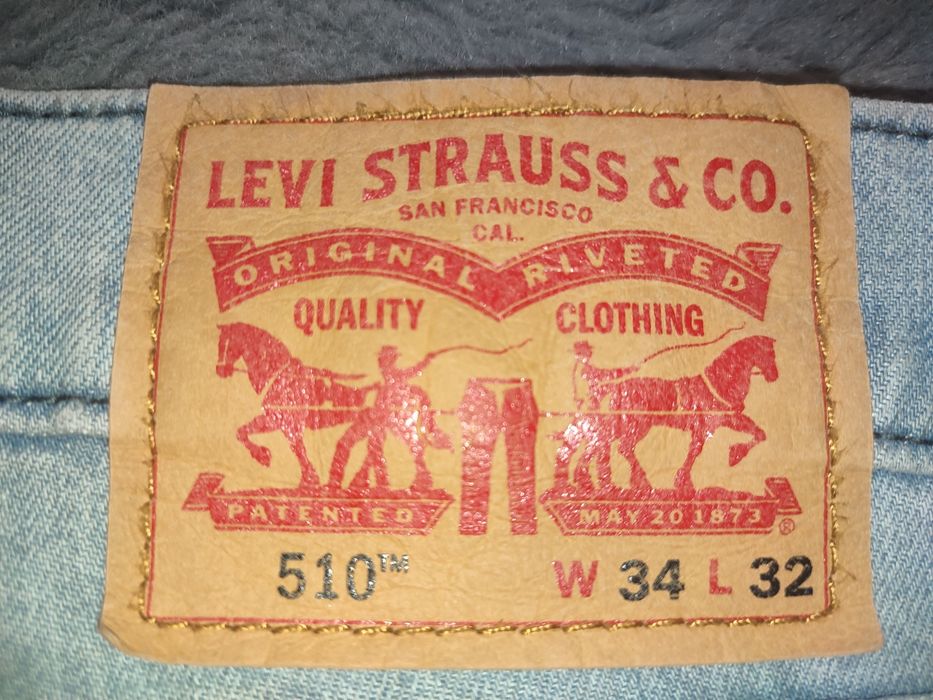 LEVI STRAUSS & CO.
SAN FRANCISCO
CAL.
ORIGINAL RIVETED
QUALITY CLOTHING
PATENTED MAY 20 1873 ®
510™ W 34 L 32